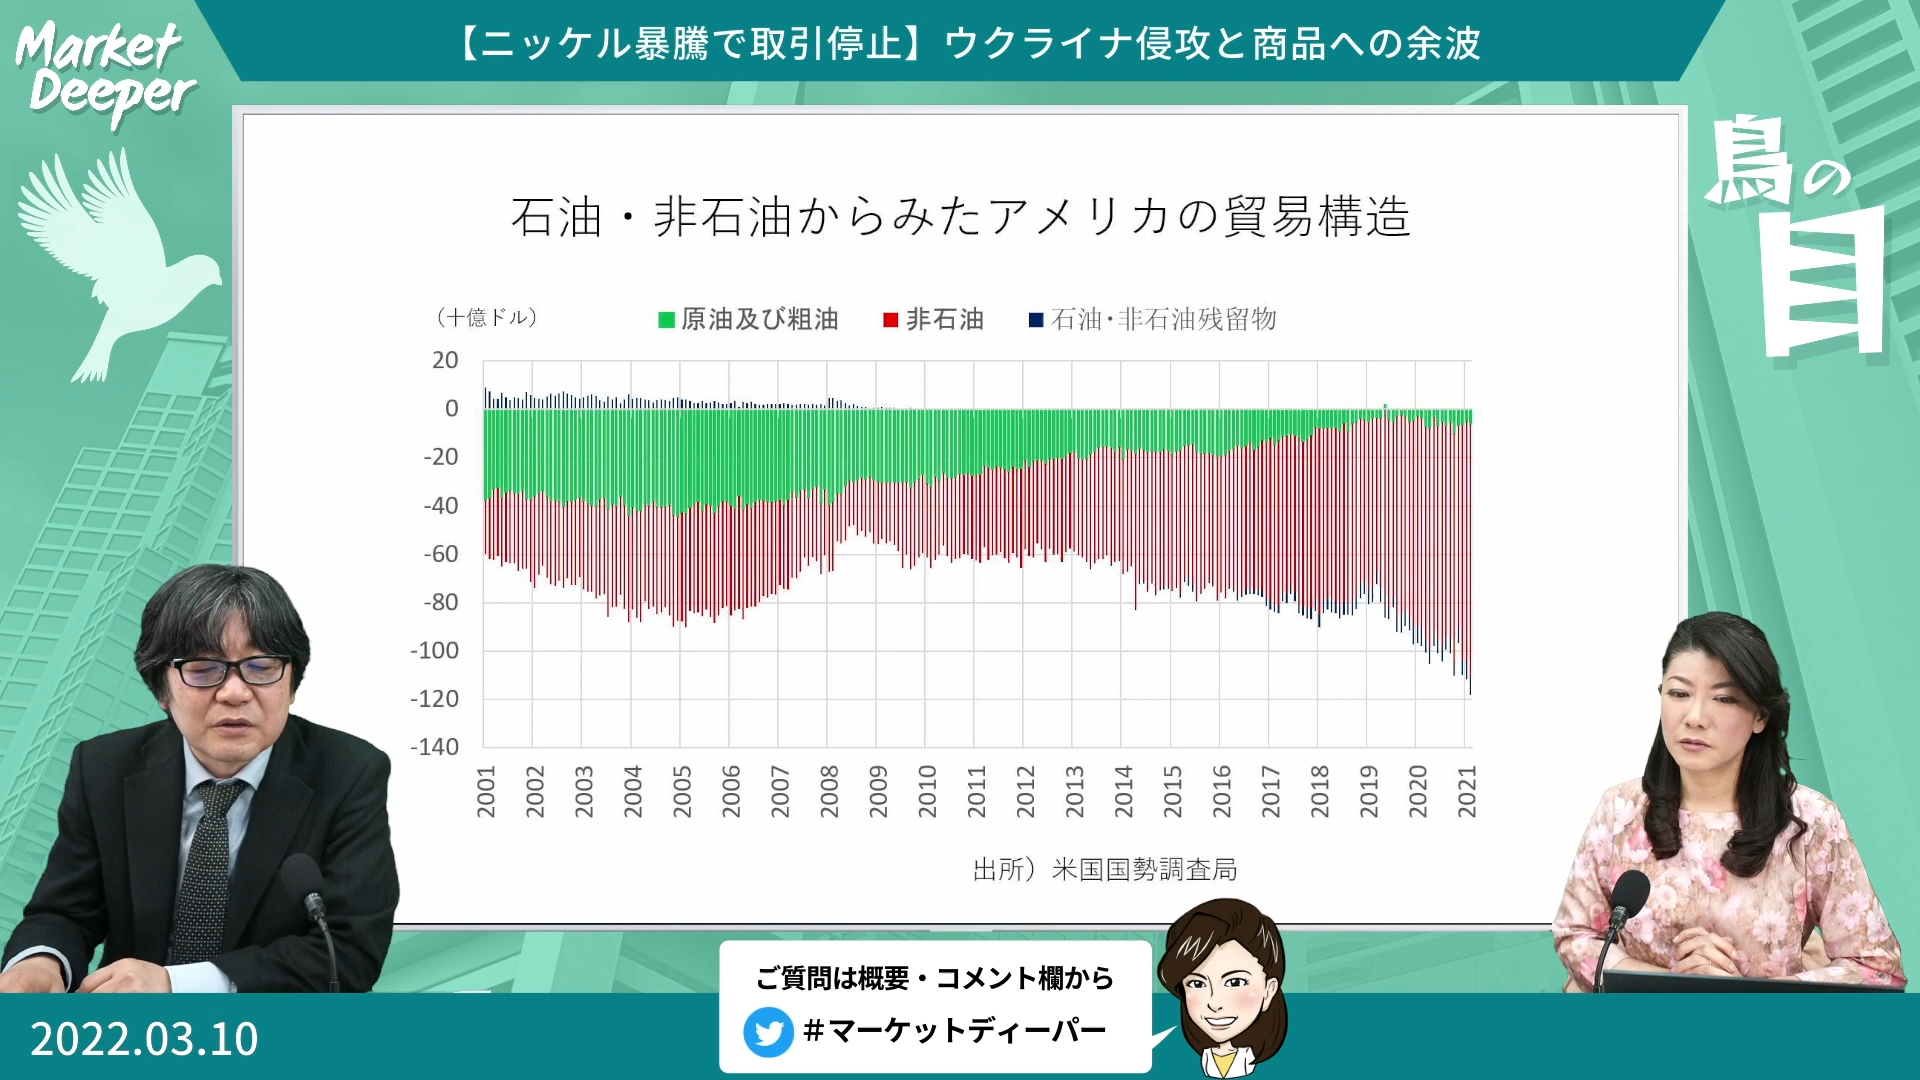 Market
Deeper
【ニッケル暴騰で取引停止】ウクライナ侵攻と商品への余波
鳥の
目
石油・非石油からみたアメリカの貿易構造
（十億ドル）
原油及び粗油 非石油 石油・非石油残留物
20
0
-20
-40
-60
-80
-100
-120
-140
2001 2002 2003 2004 2005 2006 2007 2008 2009 2010 2011 2012 2013 2014 2015 2016 2017 2018 2019 2020 2021
出所）米国国勢調査局
ご質問は概要・コメント欄から
＃マーケットディーパー
2022.03.10